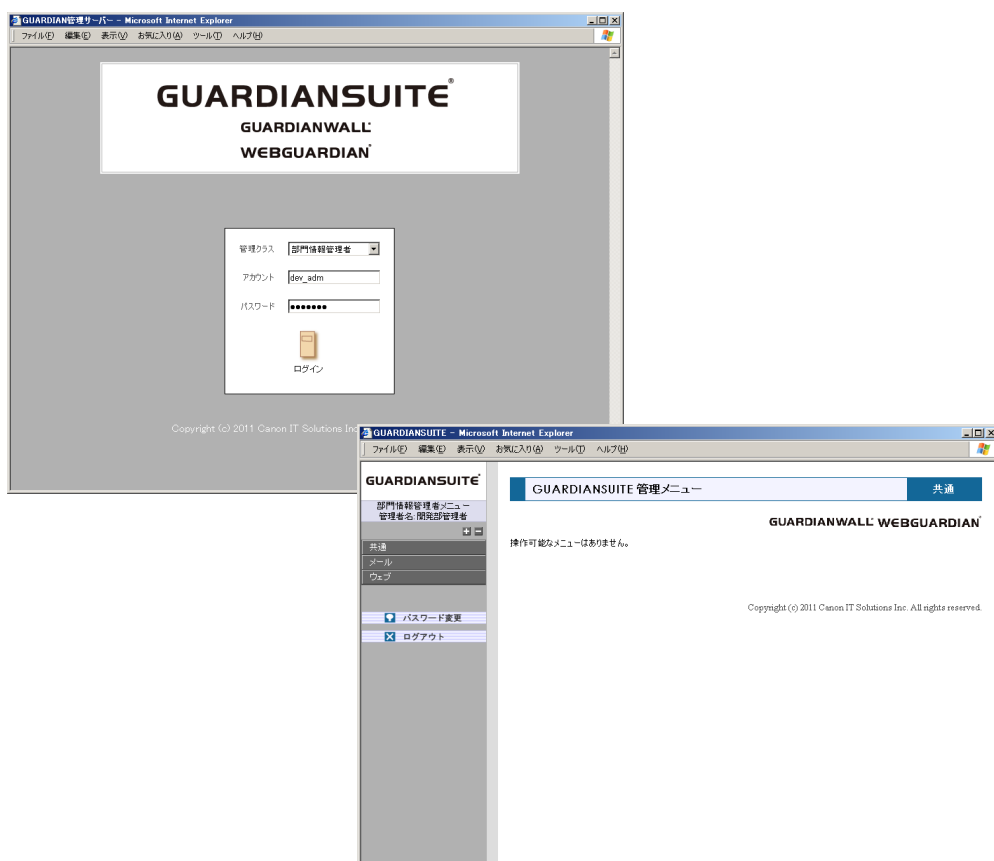 GUARDIAN管理サーバー - Microsoft Internet Explorer
ファイル(F) 編集(E) 表示(V) お気に入り(A) ツール(T) ヘルプ(H)
GUARDIANSUITE®
GUARDIANWALL
WEBGUARDIAN
管理クラス 部門情報管理者
アカウント dev_adm
パスワード ●●●●●●●
ログイン
Copyright (c) 2011 Canon IT Solutions Inc
GUARDIANSUITE - Microsoft Internet Explorer
ファイル(F) 編集(E) 表示(V) お気に入り(A) ツール(T) ヘルプ(H)
GUARDIANSUITE
部門情報管理者メニュー
管理者名:開発部管理者
共通
メール
ウェブ
パスワード変更
ログアウト
GUARDIANSUITE 管理メニュー 共通
GUARDIANWALL WEBGUARDIAN
操作可能なメニューはありません。
Copyright (c) 2011 Canon IT Solutions Inc. All rights reserved.